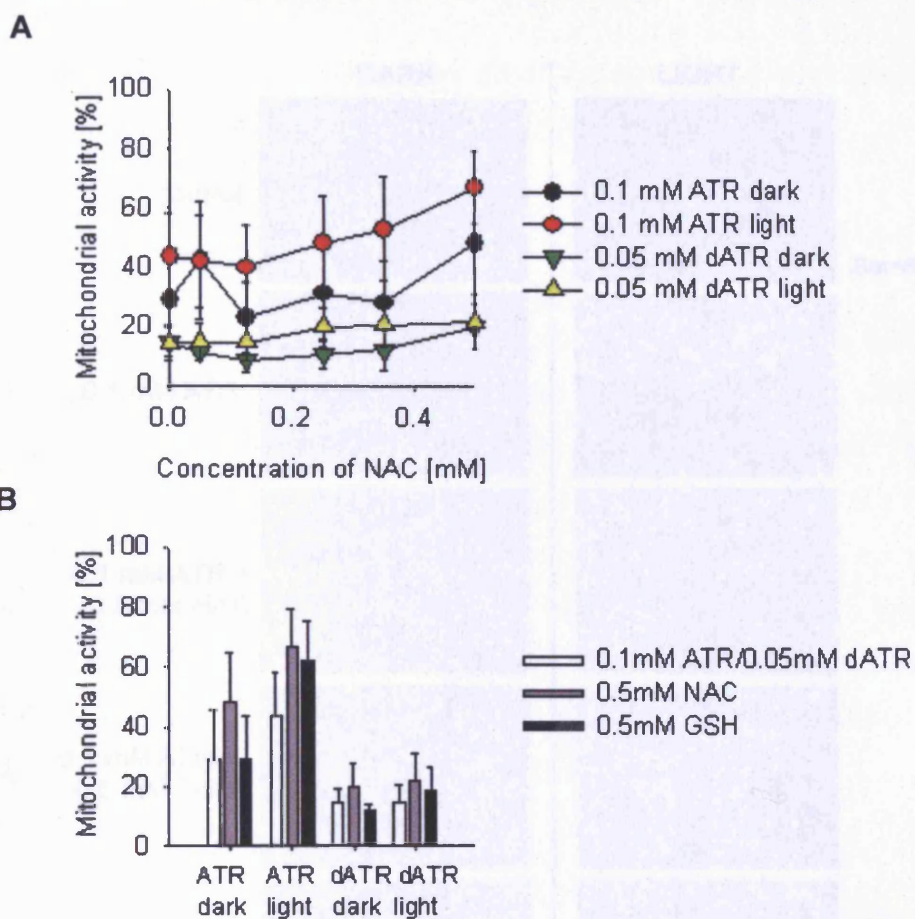 A
Mitochondrial activity [%]
100
80
60
40
20
0
0.0
0.2
0.4
Concentration of NAC [mM]
0.1 mM ATR dark
0.1 mM ATR light
0.05 mM dATR dark
0.05 mM dATR light
B
Mitochondrial activity [%]
100
80
60
40
20
0
ATR dark
ATR light
dATR dark
dATR light
0.1mM ATR/0.05mM dATR
0.5mM NAC
0.5mM GSH